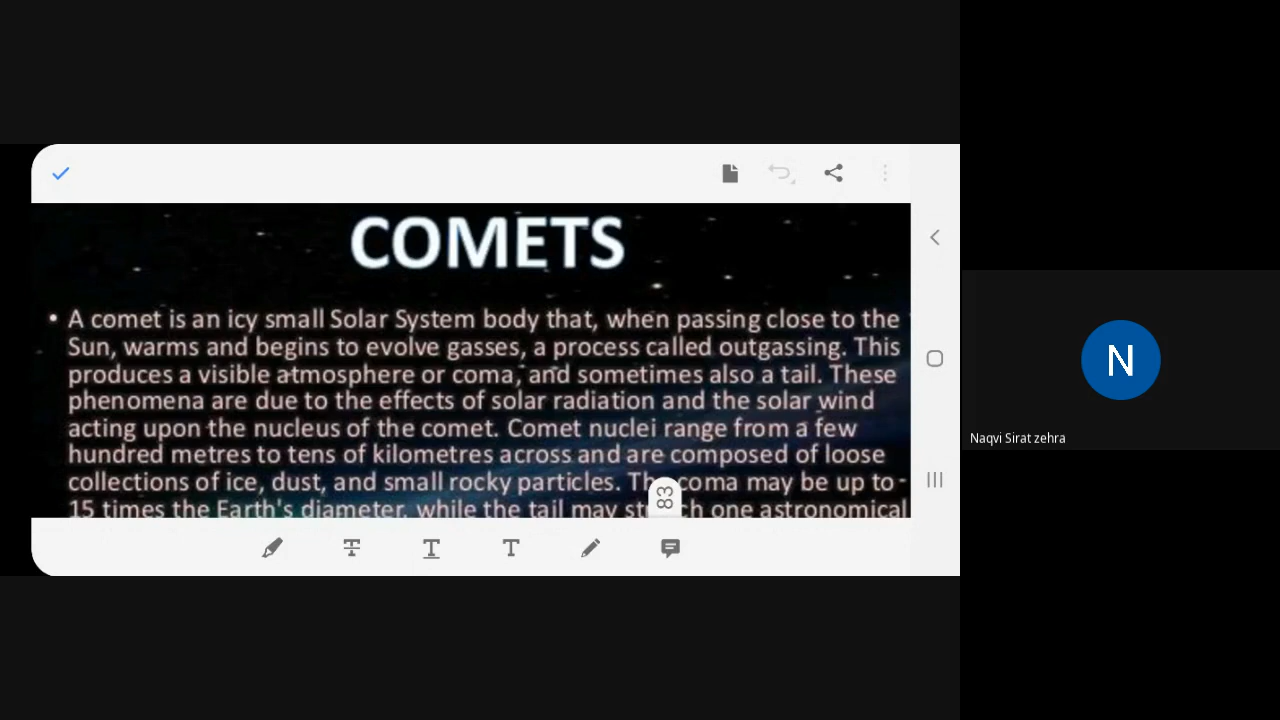 COMETS
• A comet is an icy small Solar System body that, when passing close to the
Sun, warms and begins to evolve gasses, a process called outgassing. This
produces a visible atmosphere or coma, and sometimes also a tail. These
phenomena are due to the effects of solar radiation and the solar wind
acting upon the nucleus of the comet. Comet nuclei range from a few
hundred metres to tens of kilometres across and are composed of loose
collections of ice, dust, and small rocky particles. coma may be up to
15 times the Earth's diameter, while the tail may one astronomical
83
T
N
Naqvi Sirat zehra